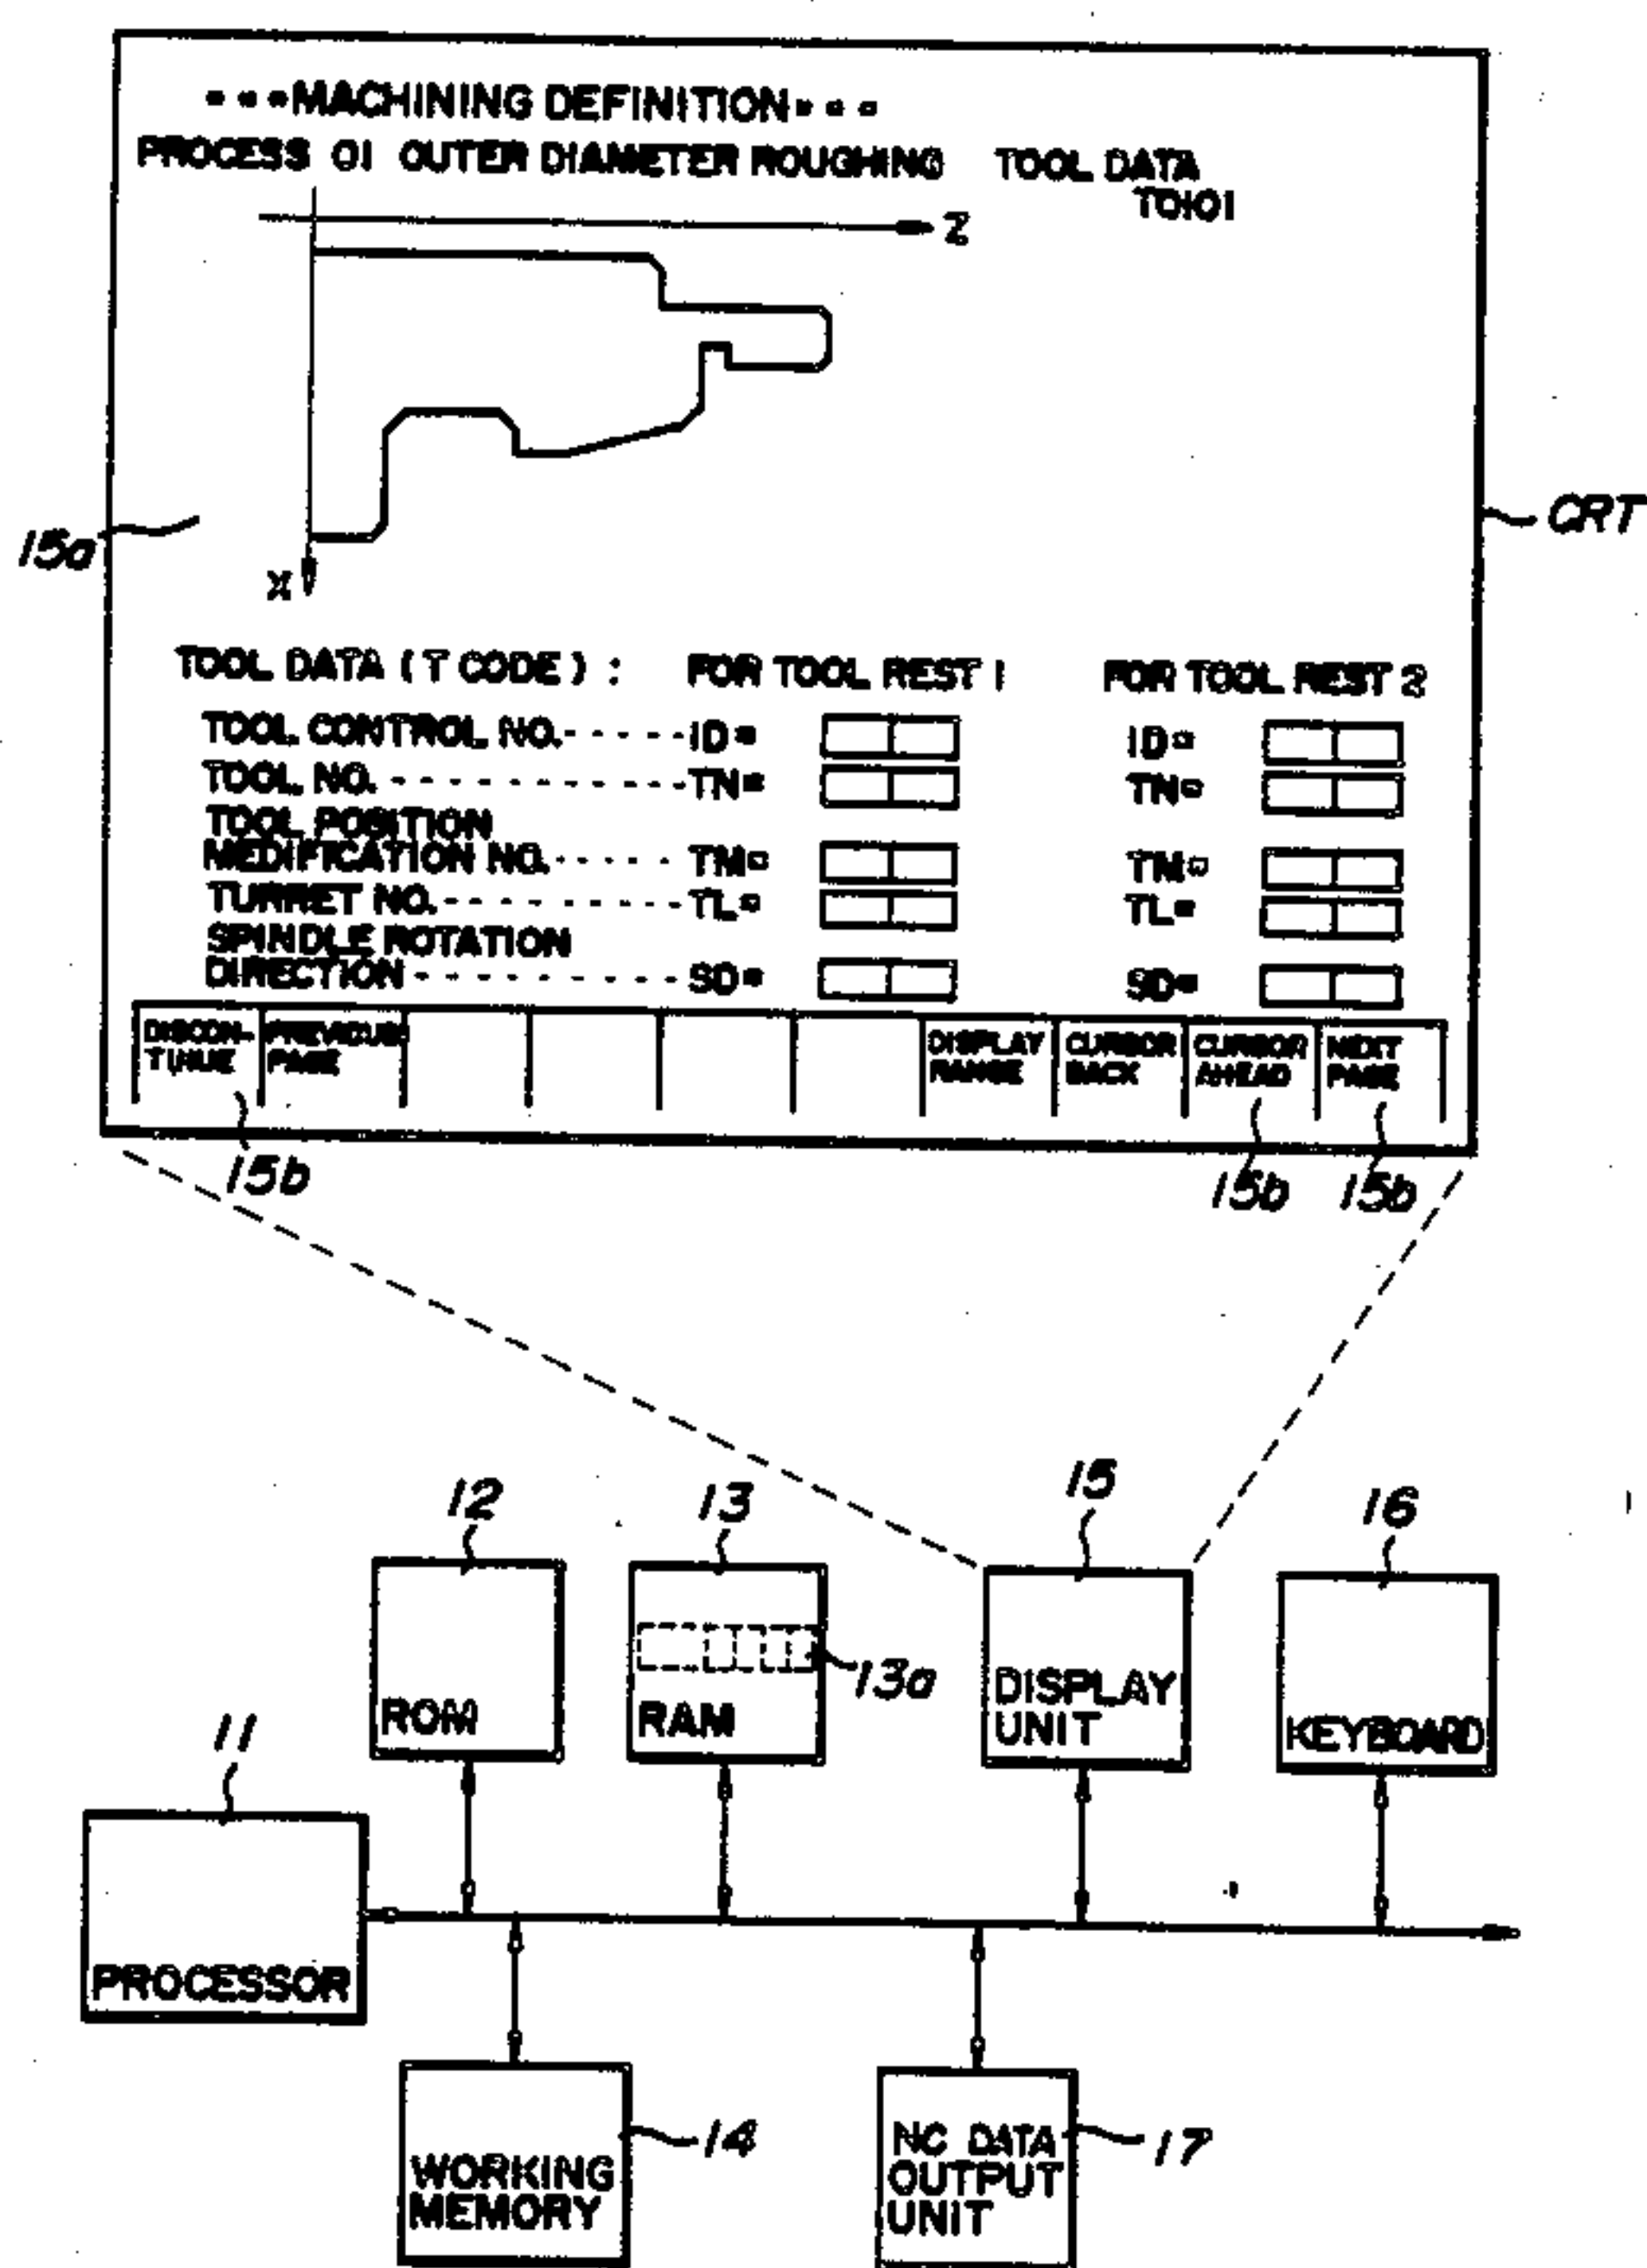 •••MACHINING DEFINITION•••
PROCESS 01 OUTER DIAMETER ROUGHING TOOL DATA
T0101
Z
15a
CRT
X
TOOL DATA (T CODE) : FOR TOOL REST 1 FOR TOOL REST 2
TOOL CONTROL NO.-----ID= ID=
TOOL NO.-----------TN= TN=
TOOL POSITION
MEDIFICATION NO.----- TM= TM=
TURRET NO.----------TL= TL=
SPINDLE ROTATION
DIRECTION---------SD= SD=
DISCON-
TINUE
PREVIOUS
PAGE
DISPLAY
RANGE
CURSOR
BACK
CURSOR
AHEAD
NEXT
PAGE
15b 15b 15b
12 13 15 16
13a
ROM RAM DISPLAY
UNIT
KEYBOARD
11
PROCESSOR
14
WORKING
MEMORY
NC DATA
OUTPUT
UNIT
17